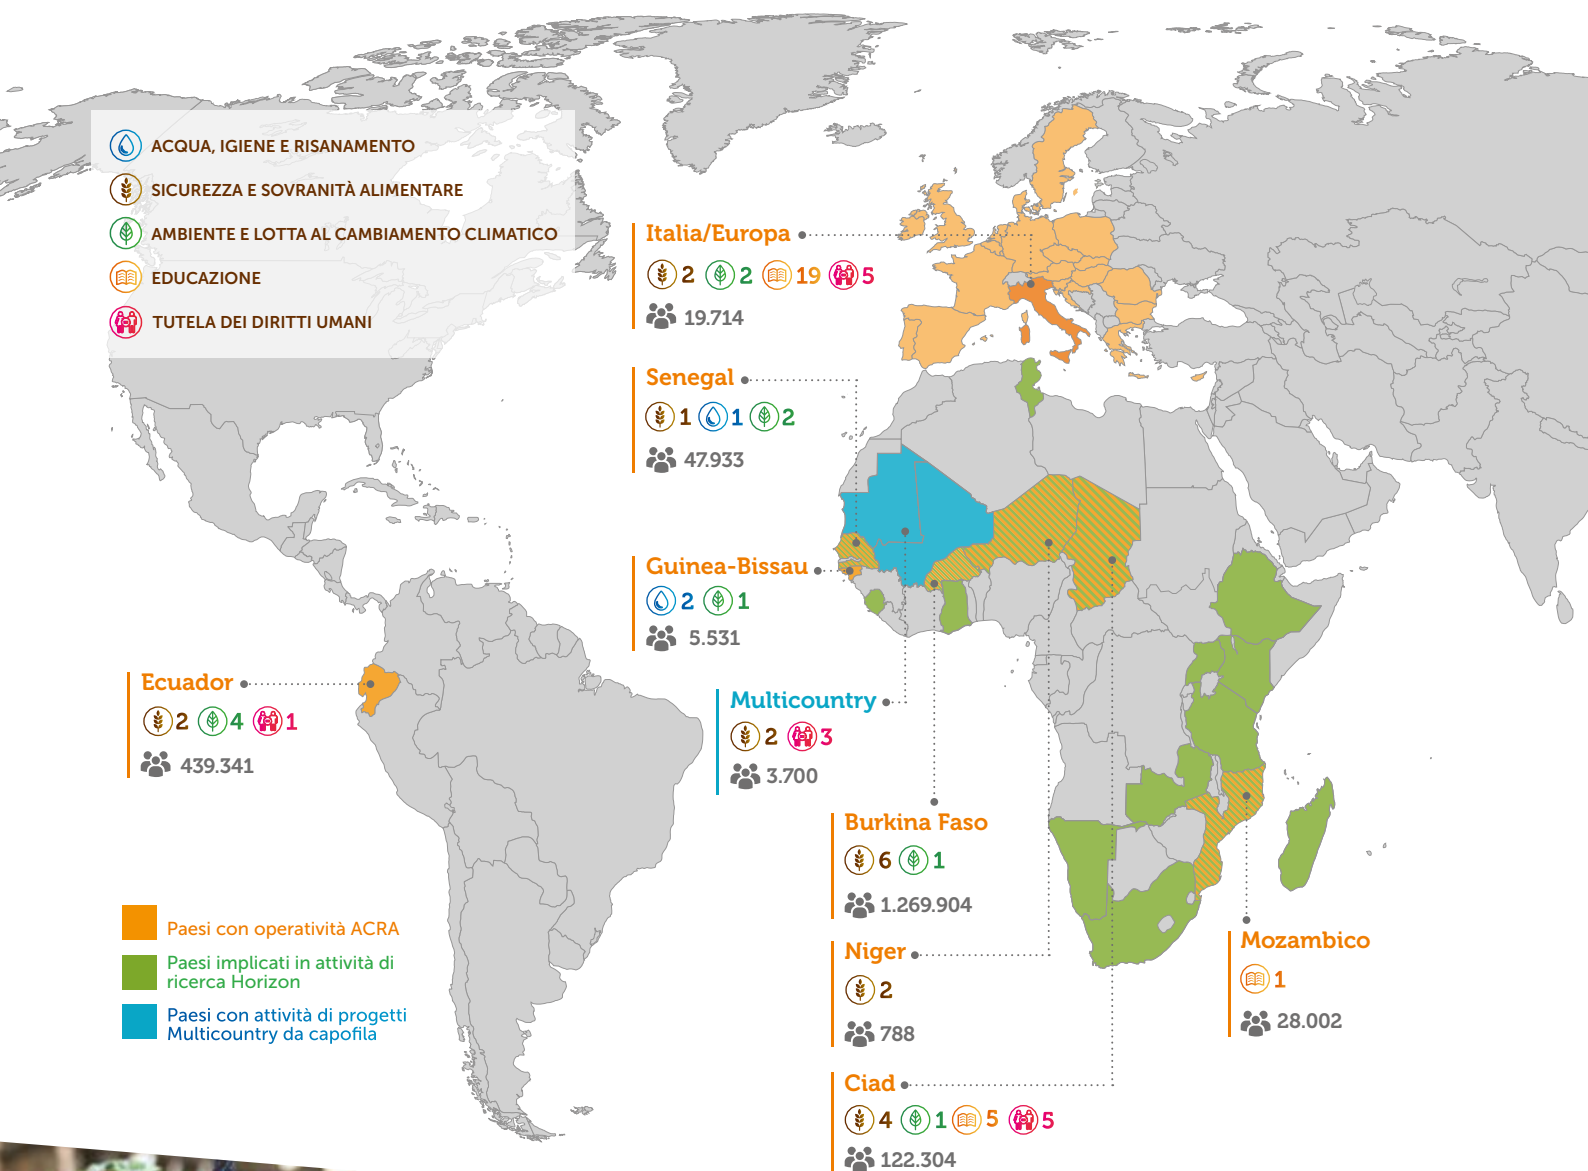 ACQUA, IGIENE E RISANAMENTO
SICUREZZA E SOVRANITÀ ALIMENTARE
AMBIENTE E LOTTA AL CAMBIAMENTO CLIMATICO
EDUCAZIONE
TUTELA DEI DIRITTI UMANI
Italia/Europa
2 2 19 5
19.714
Senegal
1 1 2
47.933
Guinea-Bissau
2 1
5.531
Ecuador
2 4 1
439.341
Multicountry
2 3
3.700
Burkina Faso
6 1
1.269.904
Niger
2
788
Mozambico
1
28.002
Ciad
4 1 5 5
122.304
Paesi con operatività ACRA
Paesi implicati in attività di
ricerca Horizon
Paesi con attività di progetti
Multicountry da capofila